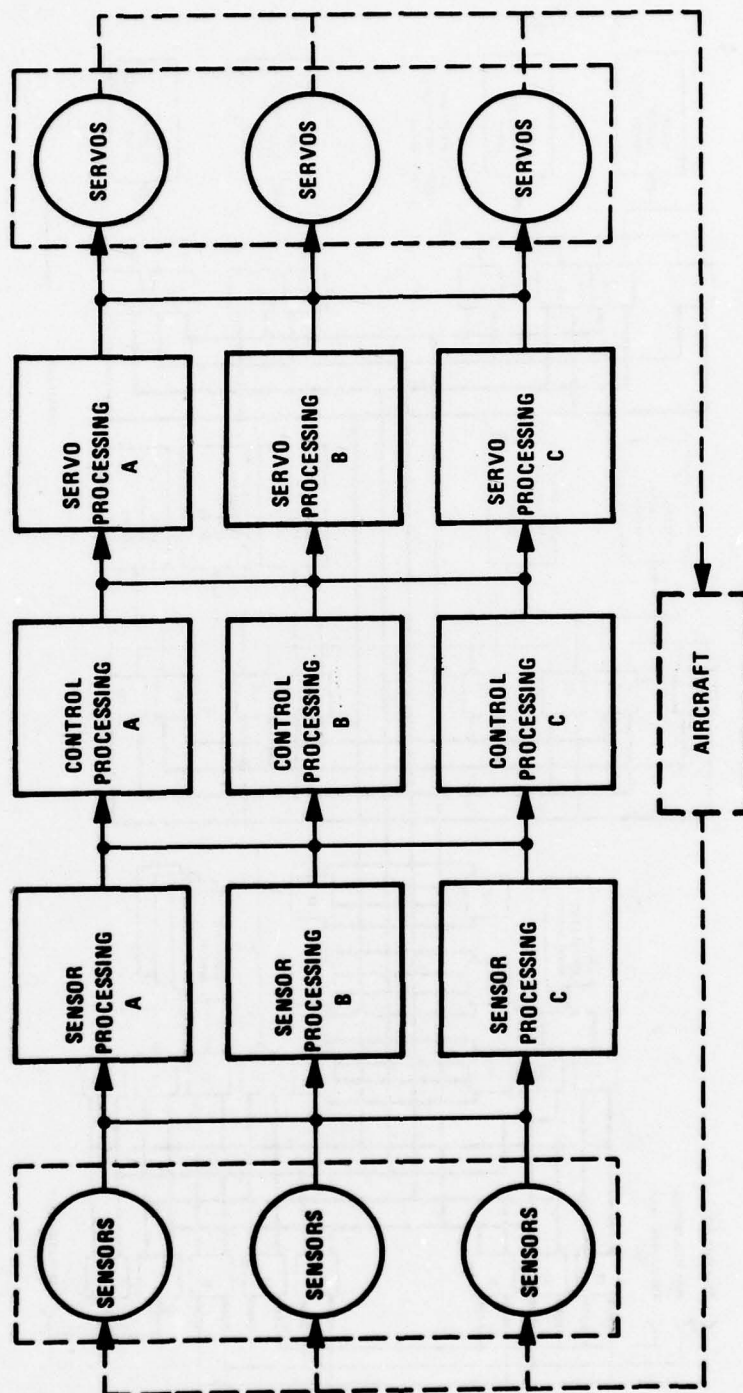 SENSORS
SENSORS
SENSORS
SENSOR
PROCESSING
A
SENSOR
PROCESSING
B
SENSOR
PROCESSING
C
CONTROL
PROCESSING
A
CONTROL
PROCESSING
B
CONTROL
PROCESSING
C
SERVO
PROCESSING
A
SERVO
PROCESSING
B
SERVO
PROCESSING
C
SERVOS
SERVOS
SERVOS
AIRCRAFT